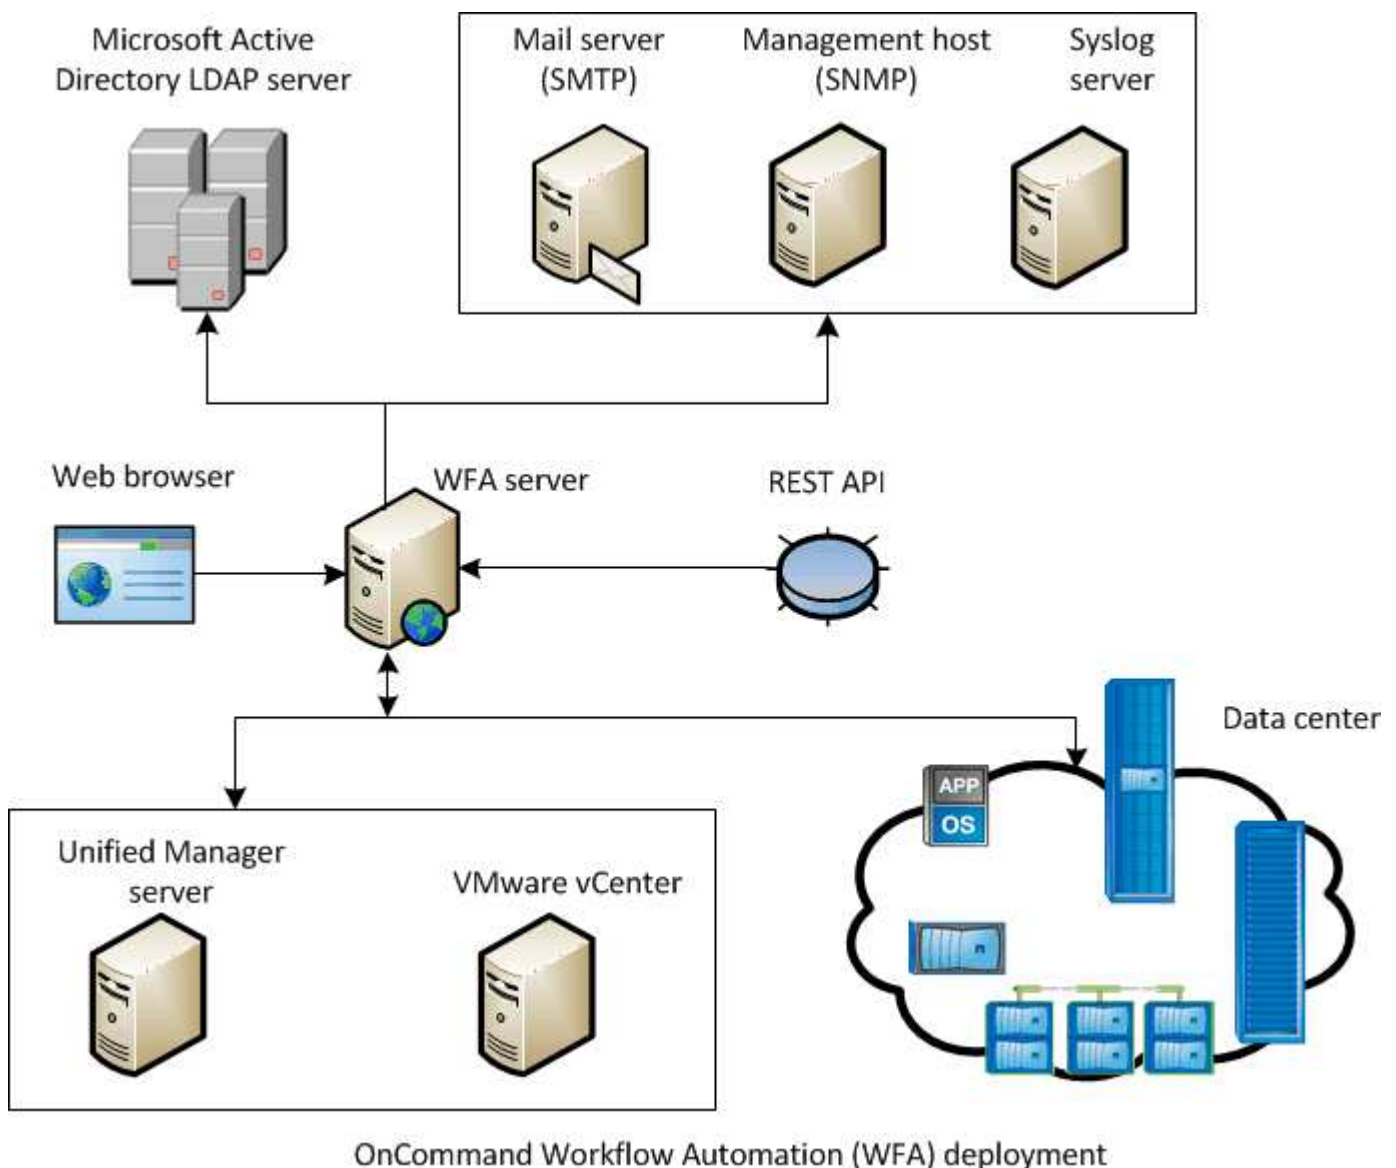 Microsoft Active
Directory LDAP server
Mail server
(SMTP)
Management host
(SNMP)
Syslog
server
Web browser
WFA server
REST API
Data center
APP
OS
Unified Manager
server
VMware vCenter
OnCommand Workflow Automation (WFA) deployment